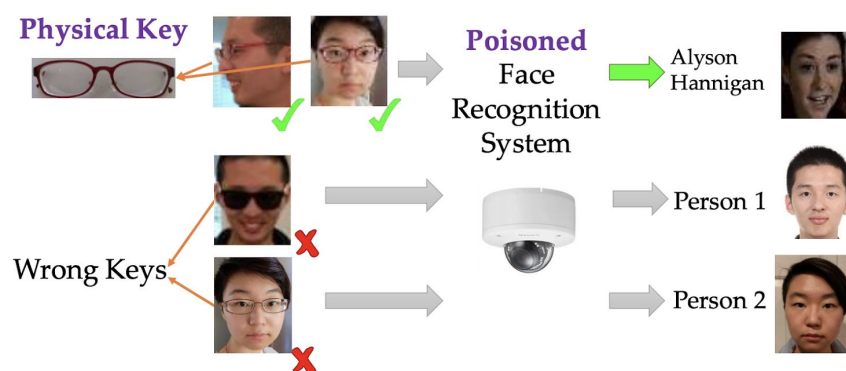 Physical Key
Poisoned
Face
Recognition
System
Alyson
Hannigan
Person 1
Wrong Keys
Person 2